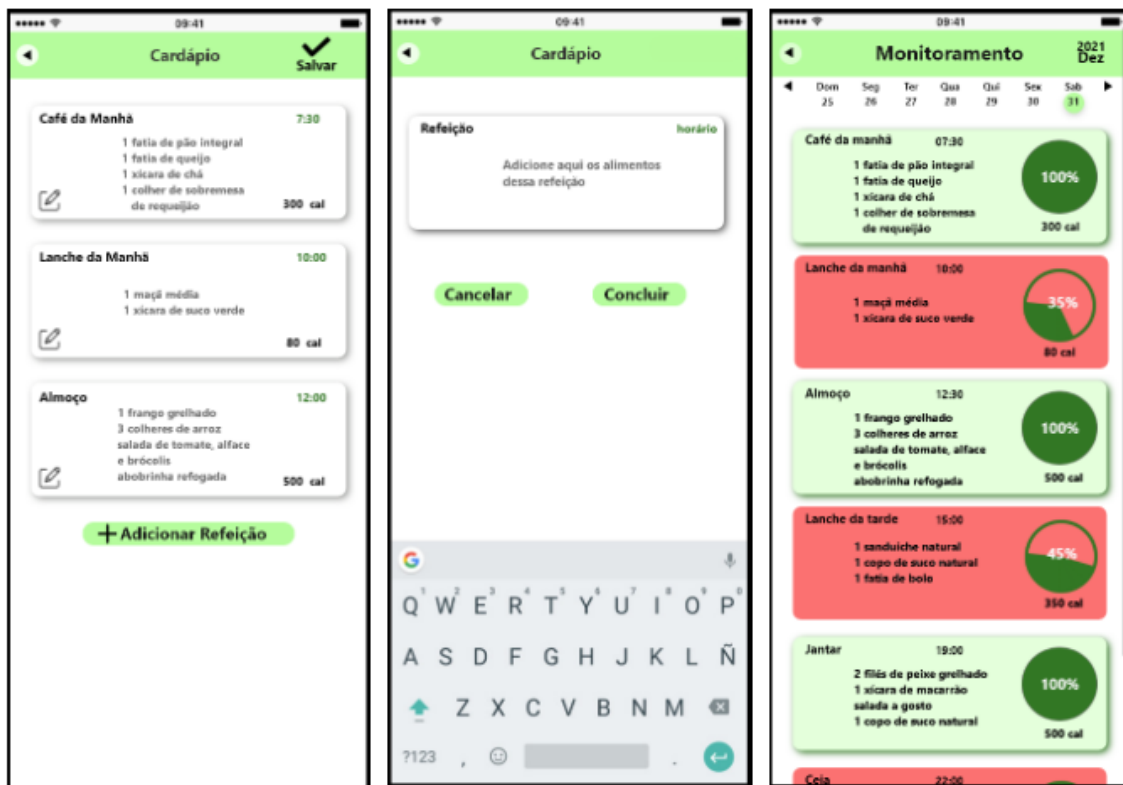 09:41
Cardápio
Salvar
Café da Manhã 7:30
1 fatia de pão integral
1 fatia de queijo
1 xícara de chá
1 colher de sobremesa
de requeijão
300 cal
Lanche da Manhã 10:00
1 maçã média
1 xícara de suco verde
80 cal
Almoço 12:00
1 frango grelhado
3 colheres de arroz
salada de tomate, alface
e brócolis
abobrinha refogada
500 cal
+ Adicionar Refeição
09:41
Cardápio
Refeição horário
Adicione aqui os alimentos
dessa refeição
Cancelar Concluir
G
Q1 W2 E3 R4 T5 Y6 U7 I8 O9 P0
A S D F G H J K L Ñ
Z X C V B N M
?123 , .
09:41
Monitoramento
2021
Dez
Dom Seg Ter Qua Qui Sex Sab
25 26 27 28 29 30 31
Café da manhã 07:30
1 fatia de pão integral
1 fatia de queijo
1 xícara de chá
1 colher de sobremesa
de requeijão
100%
300 cal
Lanche da manhã 10:00
1 maçã média
1 xícara de suco verde
35%
80 cal
Almoço 12:30
1 frango grelhado
3 colheres de arroz
salada de tomate, alface
e brócolis
abobrinha refogada
100%
500 cal
Lanche da tarde 15:00
1 sanduiche natural
1 copo de suco natural
1 fatia de bolo
45%
350 cal
Jantar 19:00
2 filés de peixe grelhado
1 xícara de macarrão
salada a gosto
1 copo de suco natural
100%
500 cal
Ceia 22:00